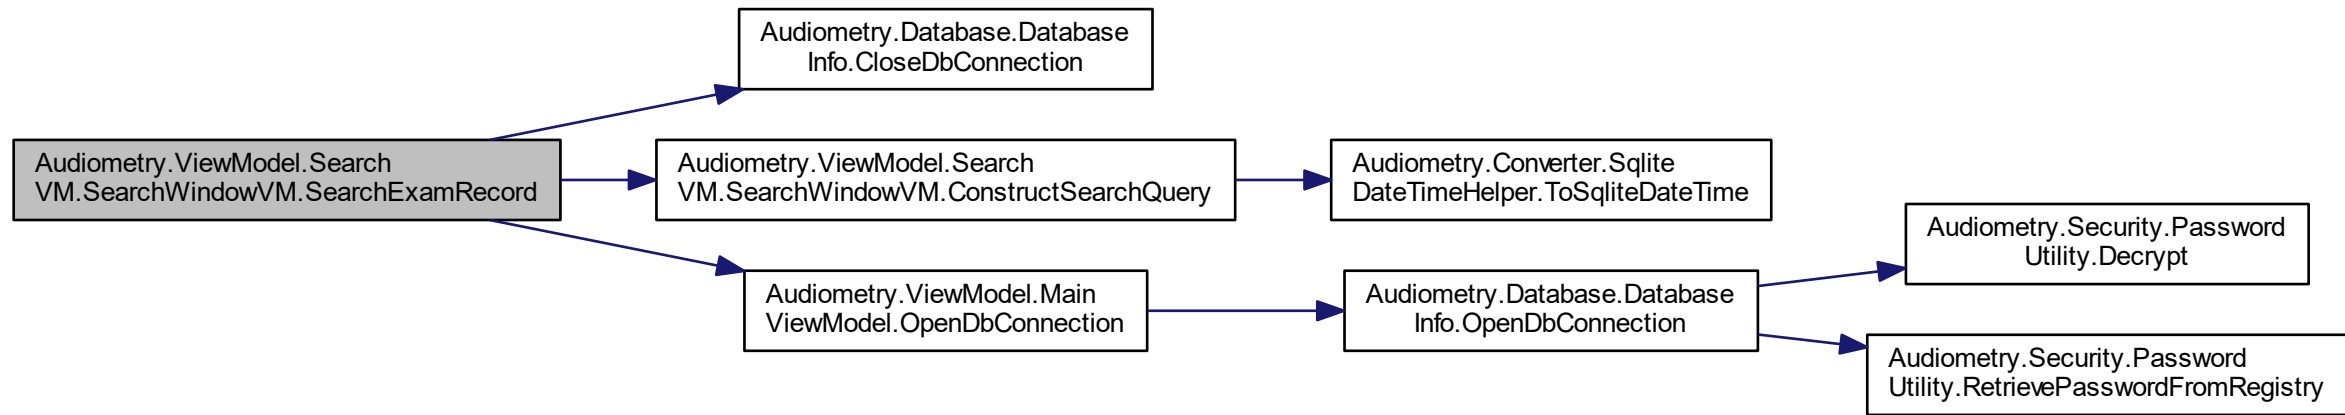 Audiometry.Database.Database
Info.CloseDbConnection
Audiometry.ViewModel.Search
VM.SearchWindowVM.SearchExamRecord
Audiometry.ViewModel.Search
VM.SearchWindowVM.ConstructSearchQuery
Audiometry.Converter.Sqlite
DateTimeHelper.ToSqliteDateTime
Audiometry.ViewModel.Main
ViewModel.OpenDbConnection
Audiometry.Database.Database
Info.OpenDbConnection
Audiometry.Security.Password
Utility.Decrypt
Audiometry.Security.Password
Utility.RetrievePasswordFromRegistry